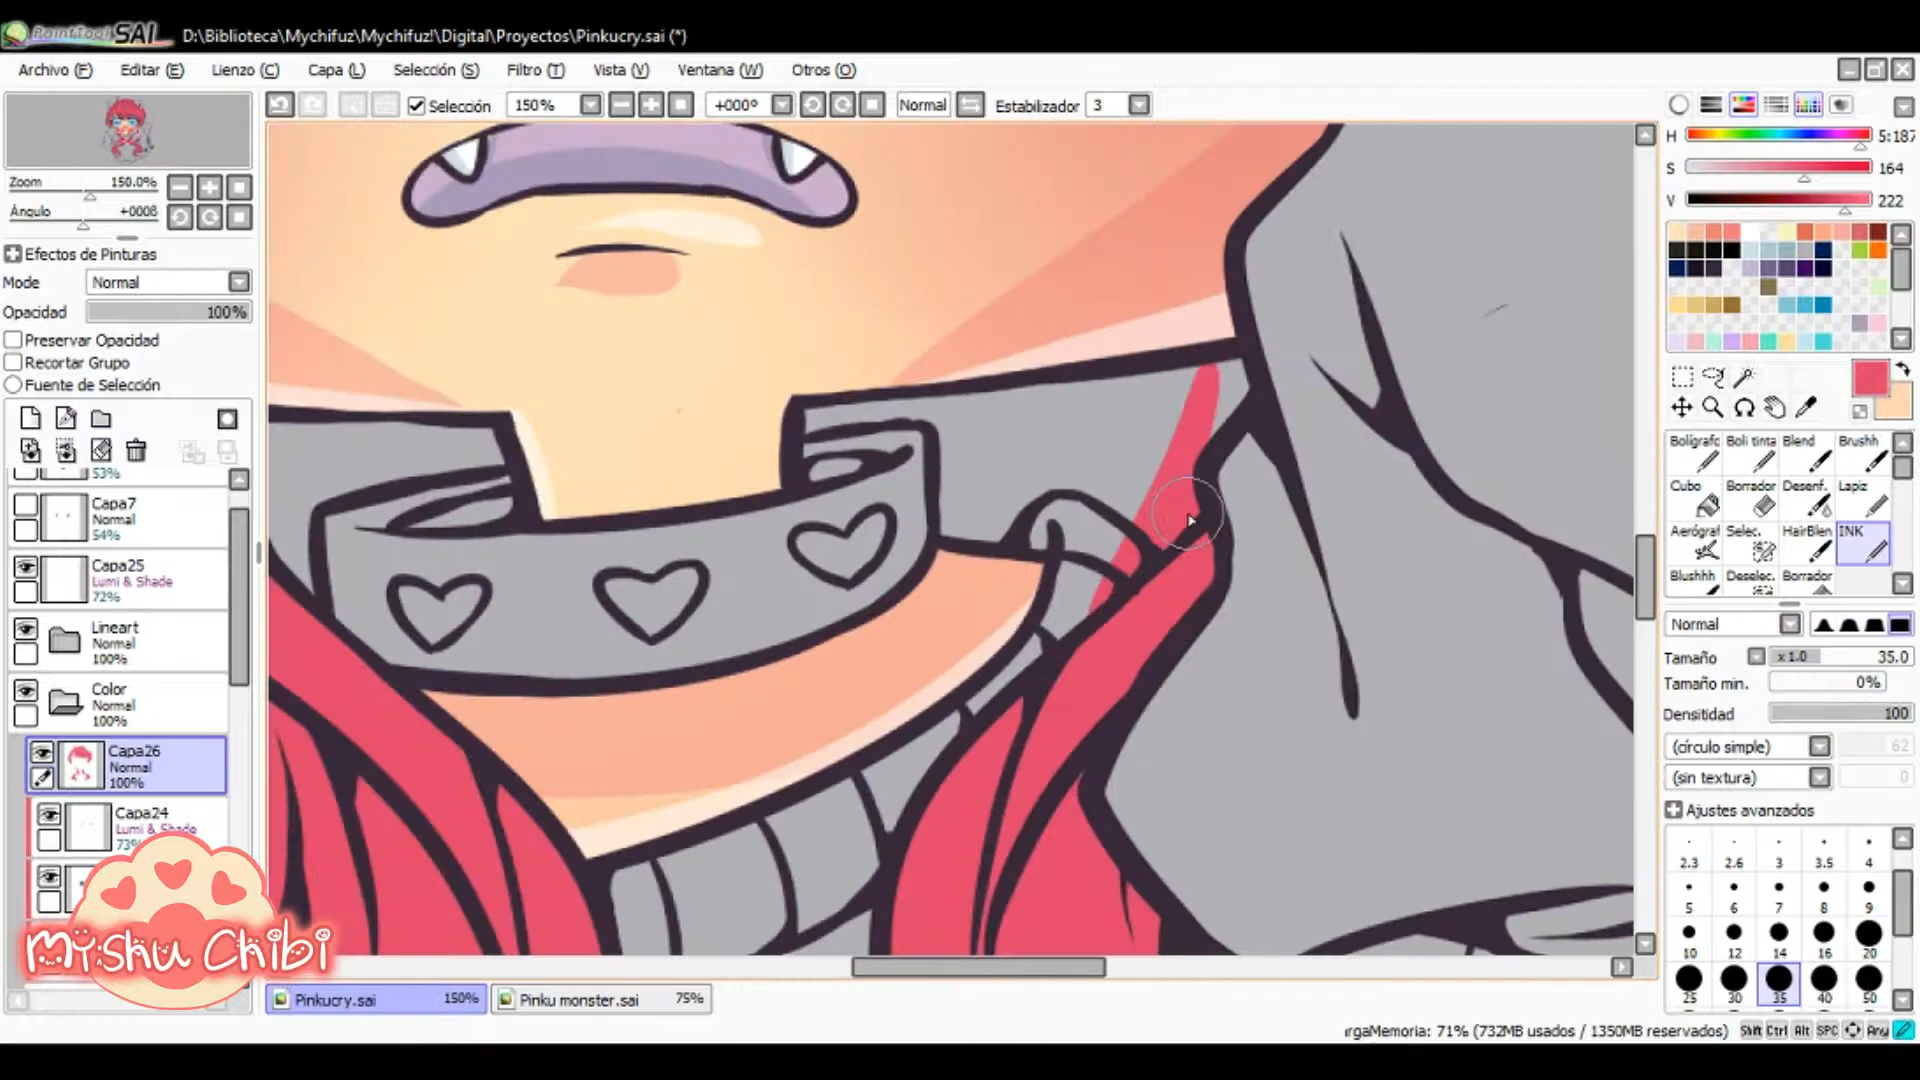 PaintTool SAI D:\Biblioteca\Mychifuz\Mychifuz!\Digital\Proyectos\Pinkucry.sai (*)
Archivo (F) Editar (E) Lienzo (C) Capa (L) Selección (S) Filtro (T) Vista (V) Ventana (W) Otros (O)
Selección 150% +000º Normal Estabilizador 3
Zoom 150.0%
Ángulo +000ß
Efectos de Pinturas
Mode Normal
Opacidad 100%
Preservar Opacidad
Recortar Grupo
Fuente de Selección
53%
Capa7
Normal
54%
Capa25
Lumi & Shade
72%
Lineart
Normal
100%
Color
Normal
100%
Capa26
Normal
100%
Capa24
Lumi & Shade
73%
Myshu Chibi
Pinkucry.sai 150% Pinku monster.sai 75%
H 5:187
S 164
V 222
Bolígrafc Boli tinta Blend Brushh
Cubo Borrador Desenf. Lapiz
Aerógraf Selec. HairBlen INK
Blushhh Deselec. Borrador
Normal
Tamaño x 1.0 35.0
Tamaño min. 0%
Densitidad 100
(círculo simple) 62
(sin textura) 0
Ajustes avanzados
2.3 2.6 3 3.5 4
5 6 7 8 9
10 12 14 16 20
25 30 35 40 50
irgaMemoria: 71% (732MB usados / 1350MB reservados) Shift Ctrl Alt SPC Any